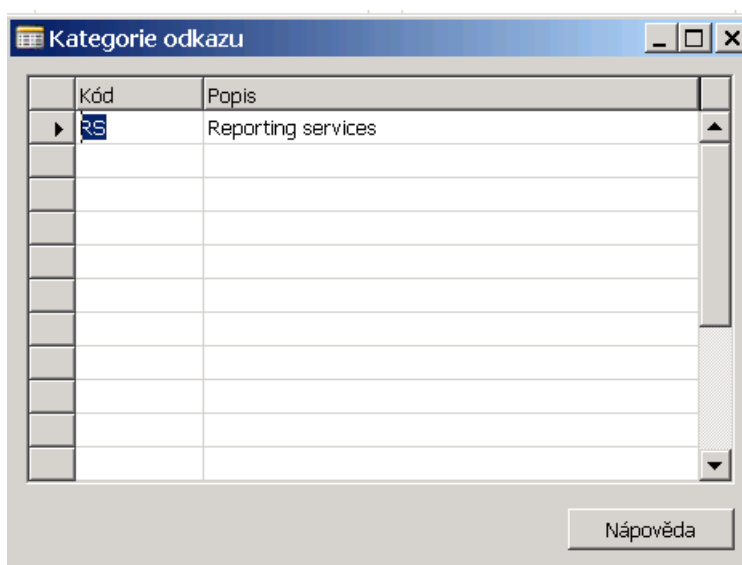 Kategorie odkazu
Kód Popis
RS Reporting services
Nápověda